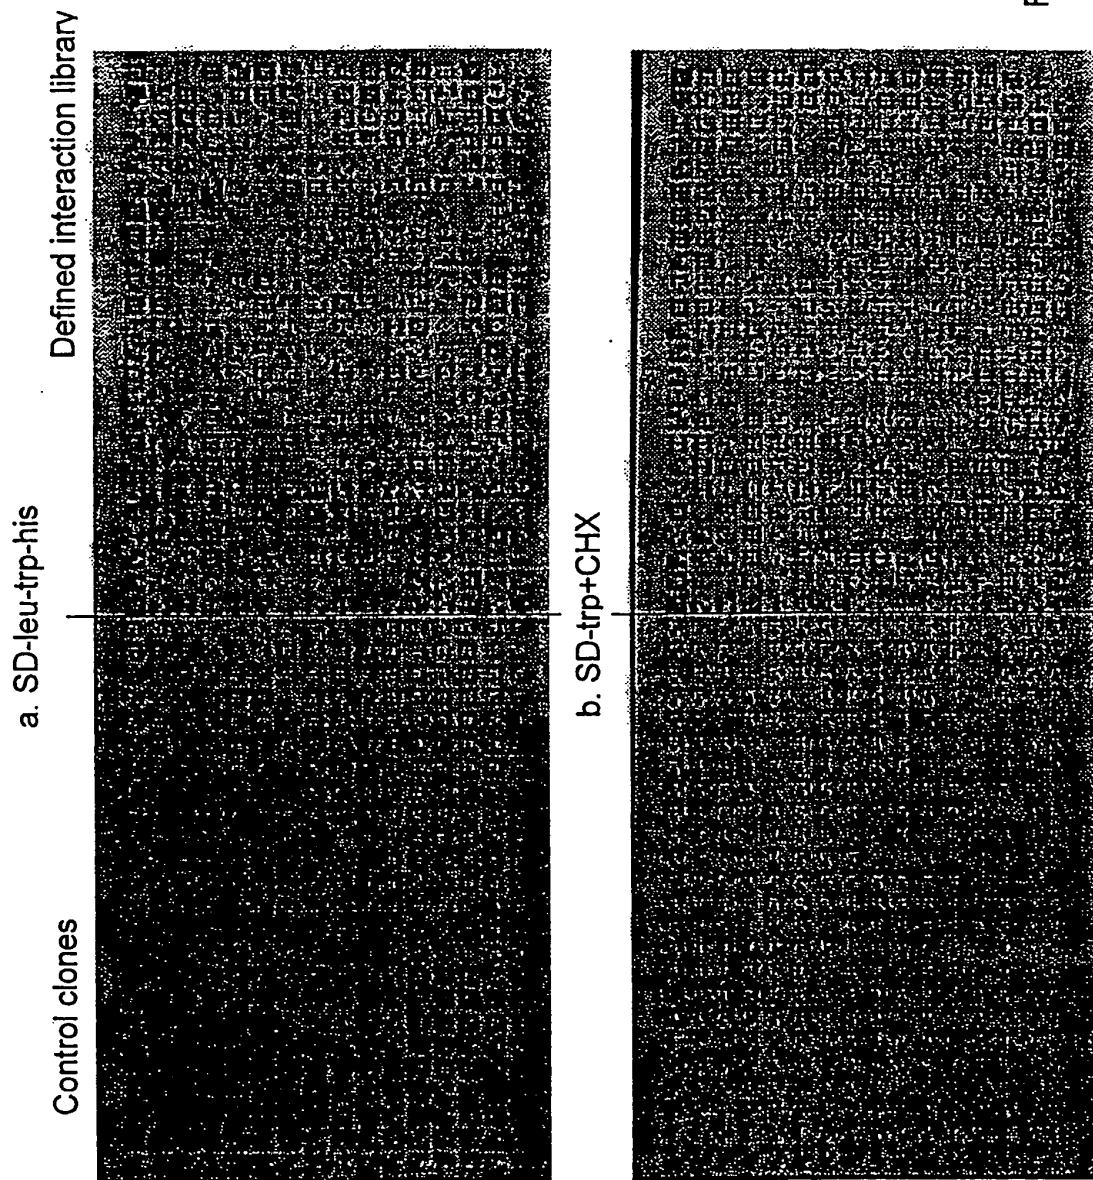 Control clones
Defined interaction library
a. SD-leu-trp-his
b. SD-trp+CHX